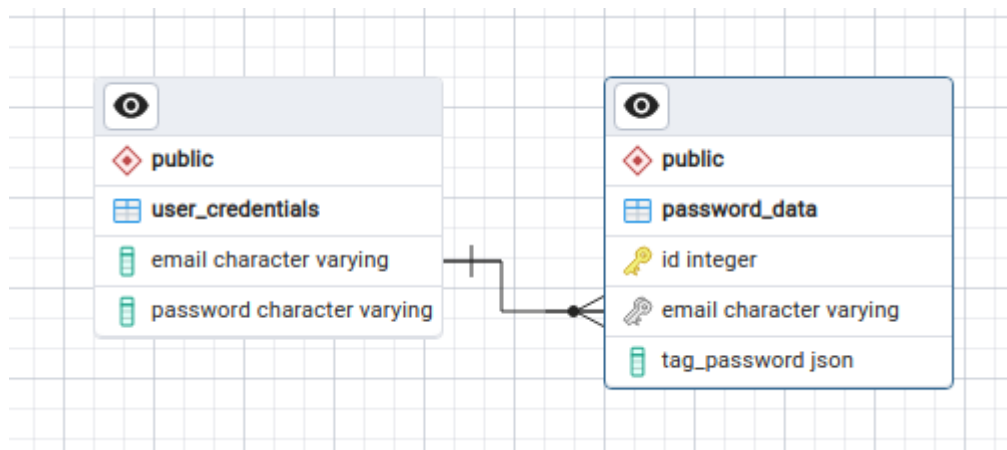 public
user_credentials
email character varying
password character varying
public
password_data
id integer
email character varying
tag_password json